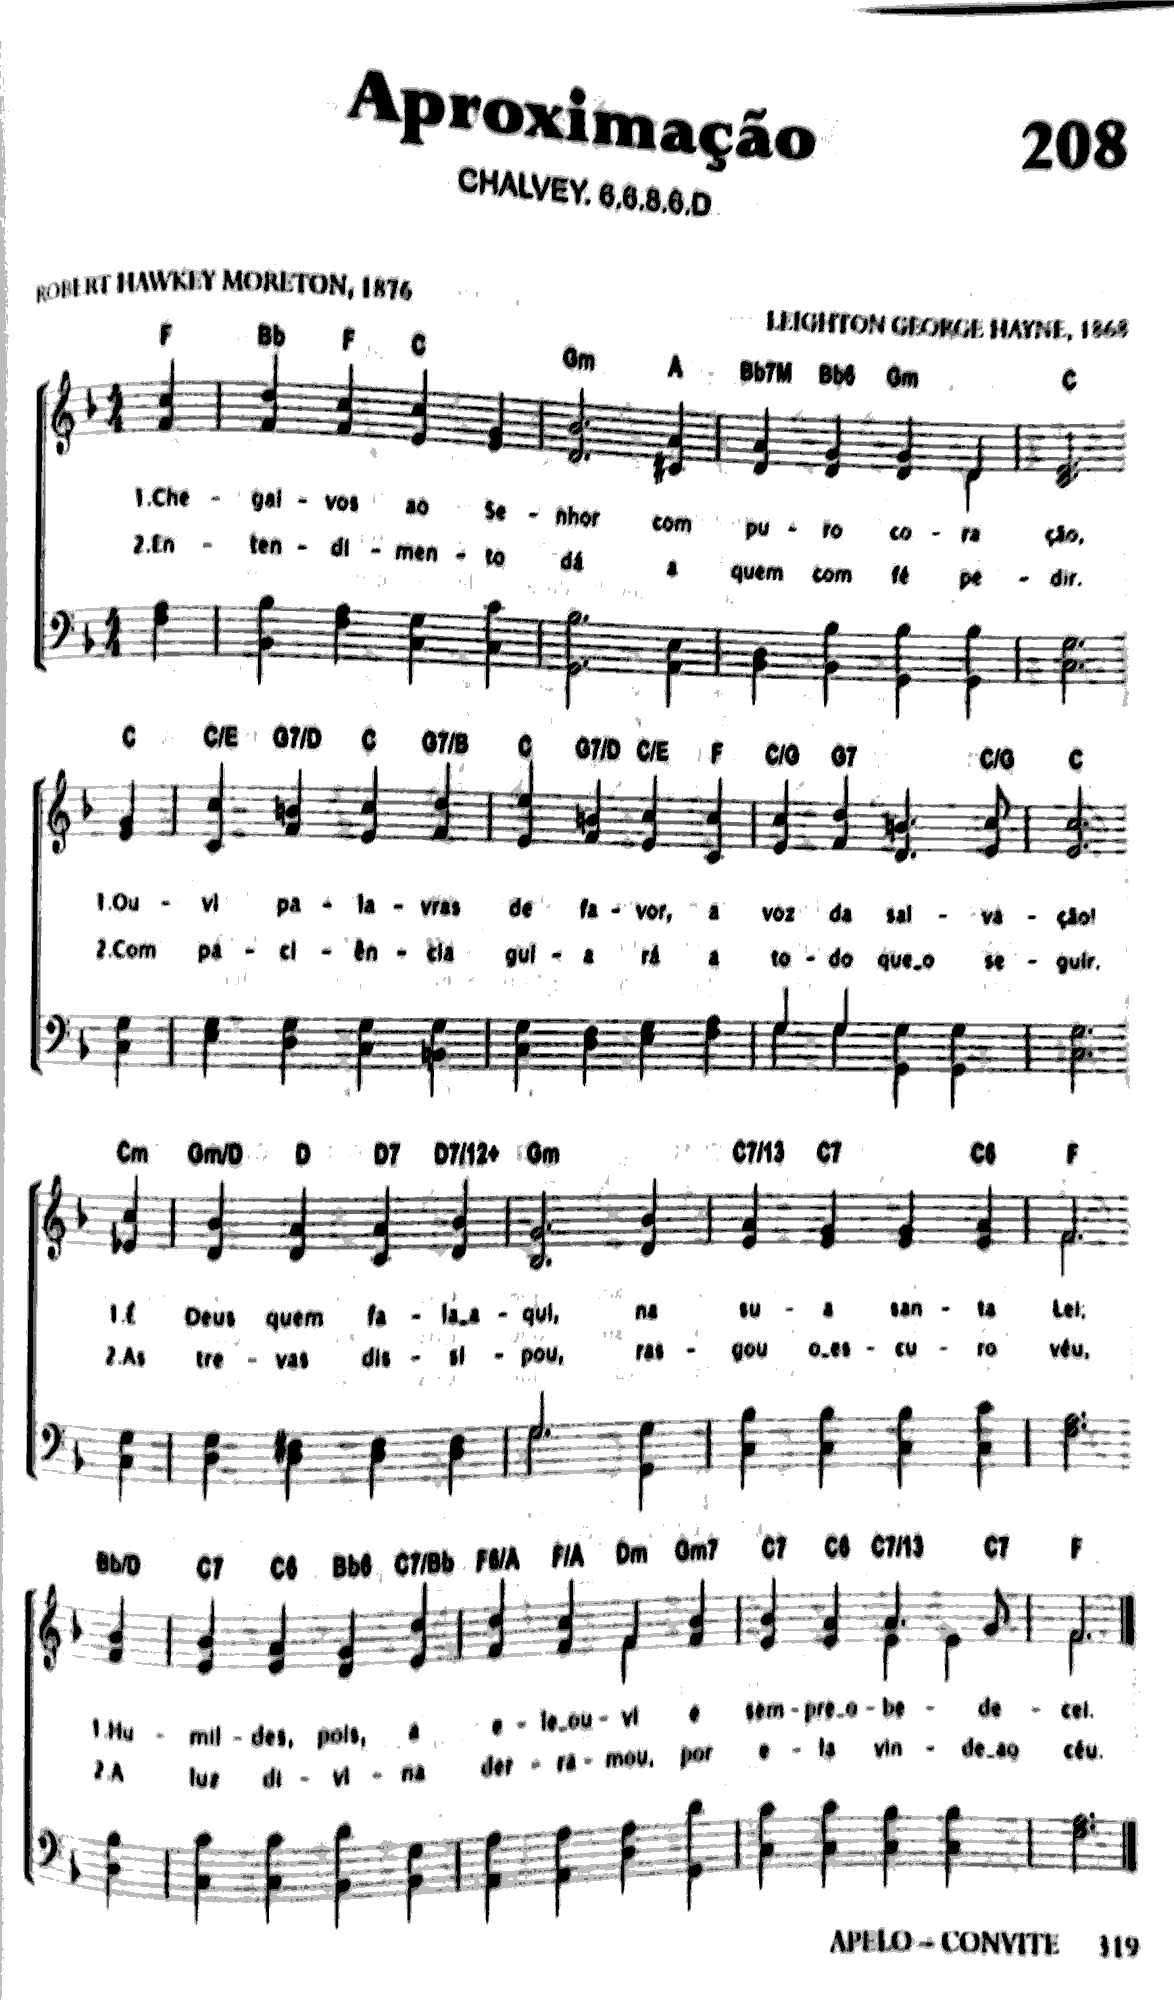 Aproximação
208
CHALVEY. 6.6.8.6.D
ROBERT HAWKEY MORETON, 1876
LEIGHTON GEORGE HAYNE, 1868
F Bb F C Gm A Bb7M Bb6 Gm C
1.Che - gai - vos ao Se - nhor com pu - ro co - ra ção,
2.En - ten - di - men - to dá a quem com fé pe - dir.
C C/E G7/D C G7/B C G7/D C/E F C/G G7 C/G C
1.Ou - vi pa - la - vras de fa - vor, a voz da sal - va - ção!
2.Com pa - ci - ên - cia gui - a rá a to - do que_o se - guir.
Cm Gm/D D D7 D7/12+ Gm C7/13 C7 C6 F
1.É Deus quem fa - la_a - qui, na su - a san - ta Lei;
2.As tre - vas dis - si - pou, ras - gou o_es - cu - ro véu,
Bb/D C7 C6 Bb6 C7/Bb F6/A F/A Dm Gm7 C7 C6 C7/13 C7 F
1.Hu - mil - des, pois, a e - le_ou - vi e sem - pre_o - be - de - cei.
2.A luz di - vi - na der - ra - mou, por e - la vin - de_ao céu.
APELO - CONVITE 319